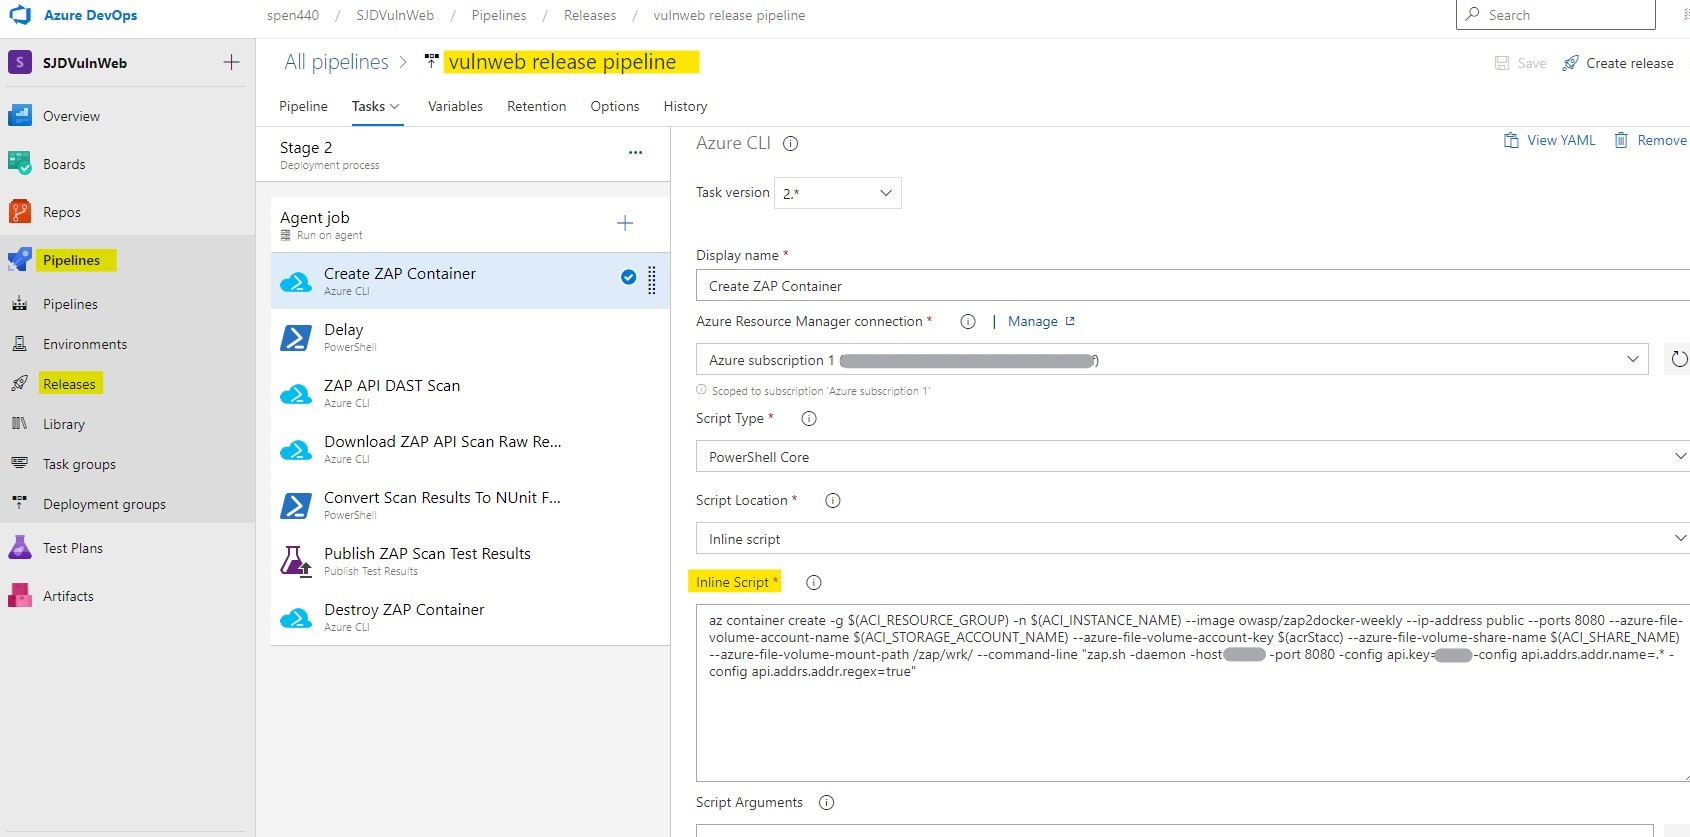 Azure DevOps
spen440 / SJDVulnWeb / Pipelines / Releases / vulnweb release pipeline
Search
S SJDVulnWeb
Overview
Boards
Repos
Pipelines
Pipelines
Environments
Releases
Library
Task groups
Deployment groups
Test Plans
Artifacts
All pipelines > vulnweb release pipeline
Save Create release
Pipeline Tasks Variables Retention Options History
Stage 2
Deployment process
Agent job
Run on agent
Create ZAP Container
Azure CLI
Delay
PowerShell
ZAP API DAST Scan
Azure CLI
Download ZAP API Scan Raw Re...
Azure CLI
Convert Scan Results To NUnit F...
PowerShell
Publish ZAP Scan Test Results
Publish Test Results
Destroy ZAP Container
Azure CLI
Azure CLI
View YAML Remove
Task version 2.*
Display name *
Create ZAP Container
Azure Resource Manager connection * | Manage
Azure subscription 1 ( )
Scoped to subscription 'Azure subscription 1'
Script Type *
PowerShell Core
Script Location *
Inline script
Inline Script *
az container create -g $(ACI_RESOURCE_GROUP) -n $(ACI_INSTANCE_NAME) --image owasp/zap2docker-weekly --ip-address public --ports 8080 --azure-file-
volume-account-name $(ACI_STORAGE_ACCOUNT_NAME) --azure-file-volume-account-key $(acrStacc) --azure-file-volume-share-name $(ACI_SHARE_NAME)
--azure-file-volume-mount-path /zap/wrk/ --command-line "zap.sh -daemon -host -port 8080 -config api.key= -config api.addrs.addr.name=.* -
config api.addrs.addr.regex=true"
Script Arguments